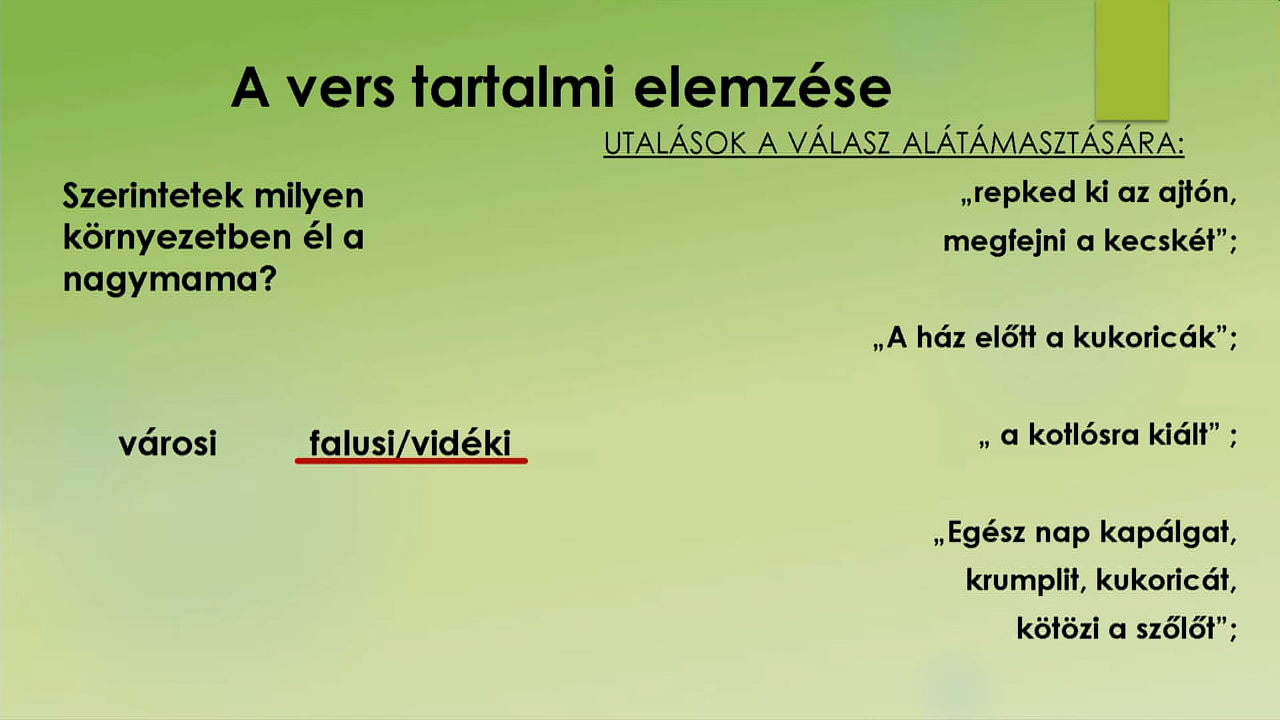 A vers tartalmi elemzése
UTALÁSOK A VÁLASZ ALÁTÁMASZTÁSÁRA:
Szerintetek milyen
környezetben él a
nagymama?
városi falusi/vidéki
„repked ki az ajtón,
megfejni a kecskét”;
„A ház előtt a kukoricák”;
„ a kotlósra kiált” ;
„Egész nap kapálgat,
krumplit, kukoricát,
kötözi a szőlőt”;